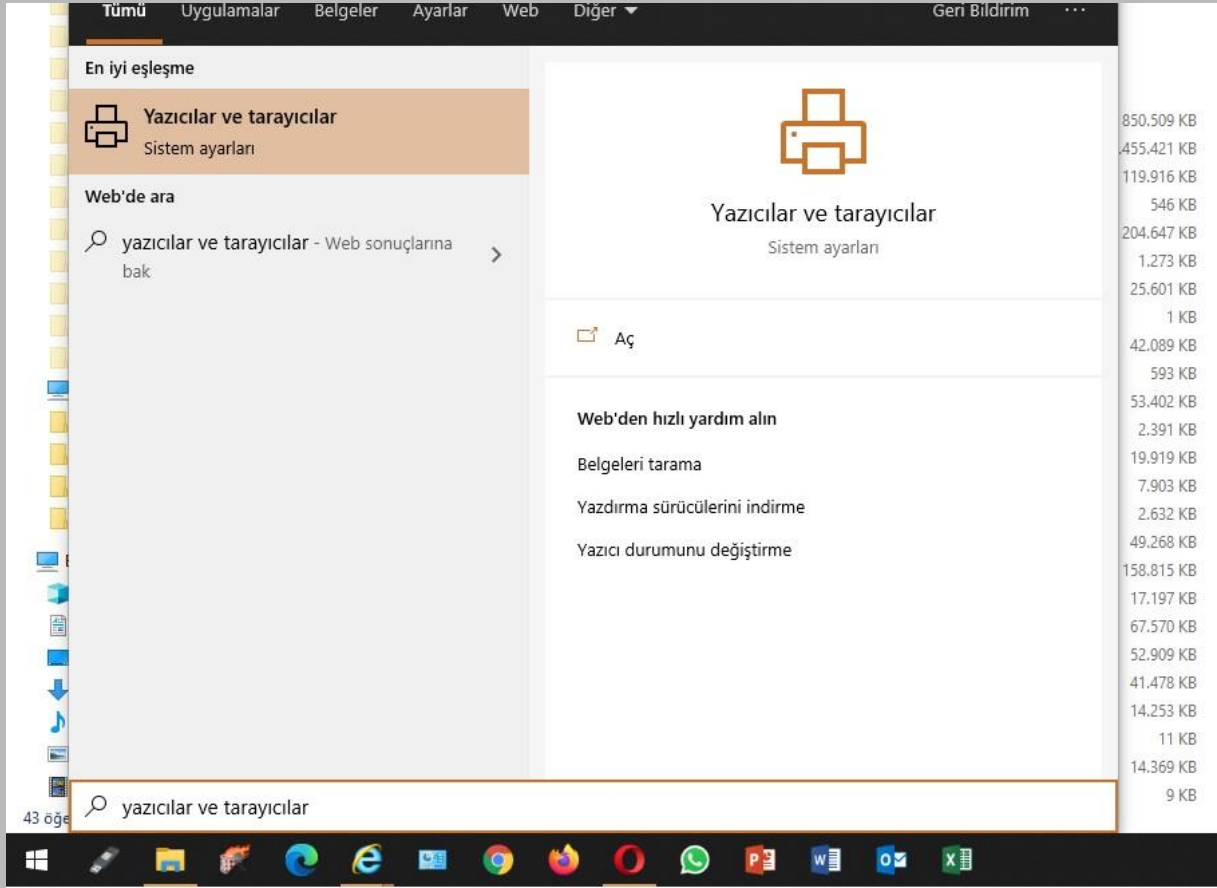 Tümü Uygulamalar Belgeler Ayarlar Web Diğer Geri Bildirim ...
En iyi eşleşme
Yazıcılar ve tarayıcılar
Sistem ayarları
Web'de ara
yazıcılar ve tarayıcılar - Web sonuçlarına
bak
Yazıcılar ve tarayıcılar
Sistem ayarları
Aç
Web'den hızlı yardım alın
Belgeleri tarama
Yazdırma sürücülerini indirme
Yazıcı durumunu değiştirme
850.509 KB
.455.421 KB
119.916 KB
546 KB
204.647 KB
1.273 KB
25.601 KB
1 KB
42.089 KB
593 KB
53.402 KB
2.391 KB
19.919 KB
7.903 KB
2.632 KB
49.268 KB
158.815 KB
17.197 KB
67.570 KB
52.909 KB
41.478 KB
14.253 KB
11 KB
14.369 KB
9 KB
43 öğe
yazıcılar ve tarayıcılar